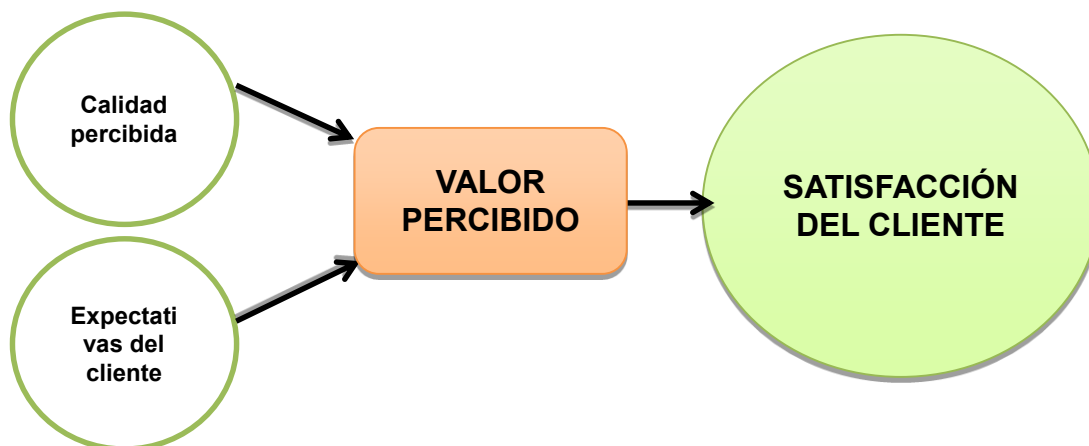 Calidad
percibida
VALOR
PERCIBIDO
SATISFACCIÓN
DEL CLIENTE
Expectati
vas del
cliente